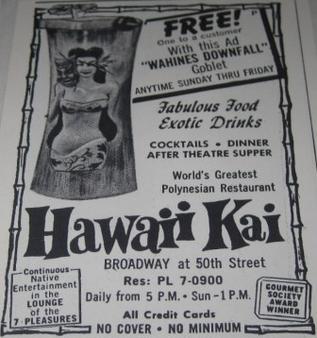 FREE!
One to a customer
With this Ad
"WAHINES DOWNFALL"
Goblet
ANYTIME SUNDAY THRU FRIDAY
Fabulous Food
Exotic Drinks
COCKTAILS • DINNER
AFTER THEATRE SUPPER
World's Greatest
Polynesian Restaurant
Hawaii Kai
BROADWAY at 50th Street
Res: PL 7-0900
Daily from 5 P.M. • Sun-1 P.M.
All Credit Cards
NO COVER • NO MINIMUM
Continuous
Native
Entertainment
in the
LOUNGE
of the
7 PLEASURES
GOURMET
SOCIETY
AWARD
WINNER